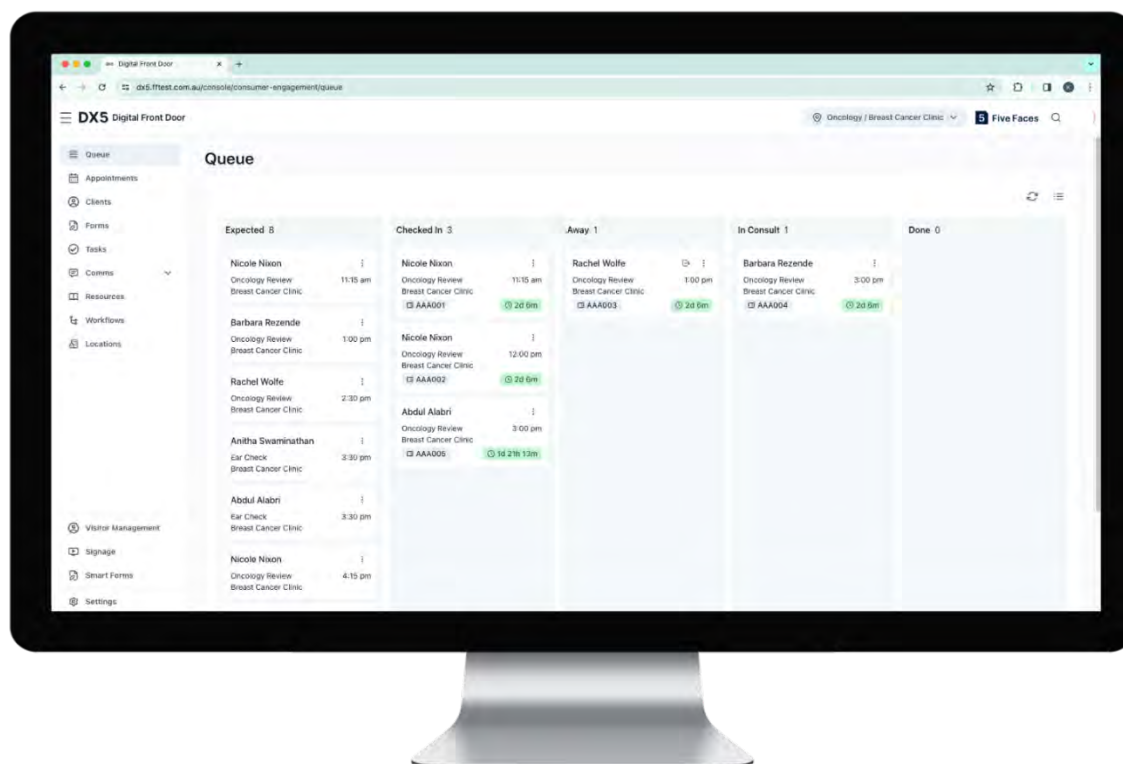 Digital Front Door
dx5.fftest.com.au/console/consumer-engagement/queue
DX5 Digital Front Door
Oncology / Breast Cancer Clinic
5 Five Faces
Queue
Appointments
Clients
Forms
Tasks
Comms
Resources
Workflows
Locations
Visitor Management
Signage
Smart Forms
Settings
Queue
Expected 8
Nicole Nixon
Oncology Review 11:15 am
Breast Cancer Clinic
Barbara Rezende
Oncology Review 1:00 pm
Breast Cancer Clinic
Rachel Wolfe
Oncology Review 2:30 pm
Breast Cancer Clinic
Anitha Swaminathan
Ear Check 3:30 pm
Breast Cancer Clinic
Abdul Alabri
Ear Check 3:30 pm
Breast Cancer Clinic
Nicole Nixon
Oncology Review 4:15 pm
Breast Cancer Clinic
Checked In 3
Nicole Nixon
Oncology Review 11:15 am
Breast Cancer Clinic
AAA001 2d 6m
Nicole Nixon
Oncology Review 12:00 pm
Breast Cancer Clinic
AAA002 2d 6m
Abdul Alabri
Oncology Review 3:00 pm
Breast Cancer Clinic
AAA005 1d 21h 13m
Away 1
Rachel Wolfe
Oncology Review 1:00 pm
Breast Cancer Clinic
AAA003 2d 6m
In Consult 1
Barbara Rezende
Oncology Review 3:00 pm
Breast Cancer Clinic
AAA004 2d 6m
Done 0